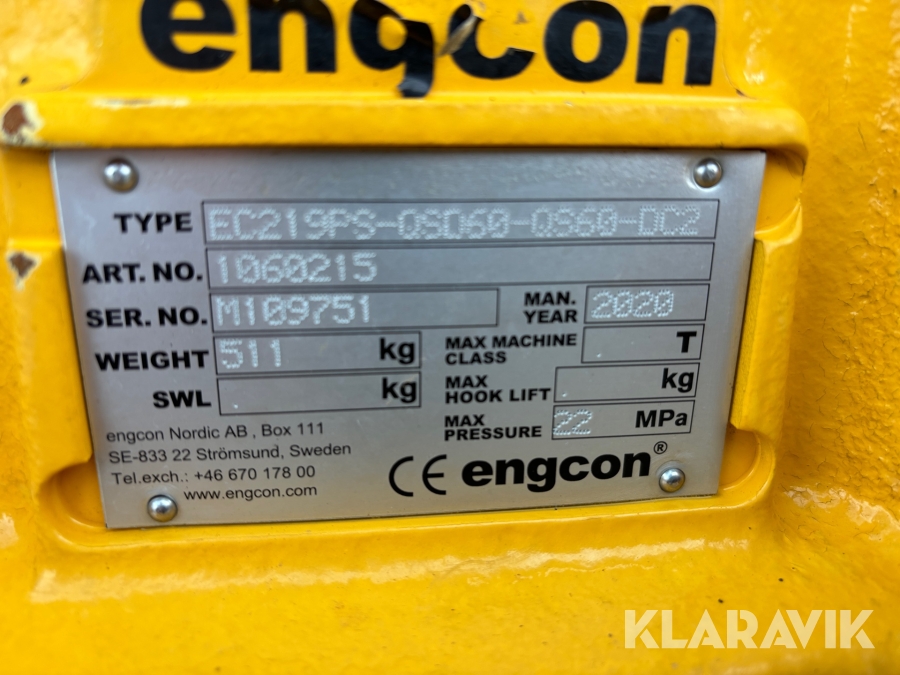 engcon
TYPE EC219PS-QSD60-QS60-DC2
ART. NO. 1060215
SER. NO. M109751 MAN. YEAR 2020
WEIGHT 511 kg MAX MACHINE CLASS T
SWL kg MAX HOOK LIFT kg
MAX PRESSURE 22 MPa
engcon Nordic AB , Box 111
SE-833 22 Strömsund, Sweden
Tel.exch.: +46 670 178 00
www.engcon.com
CE engcon®
KLARAVIK